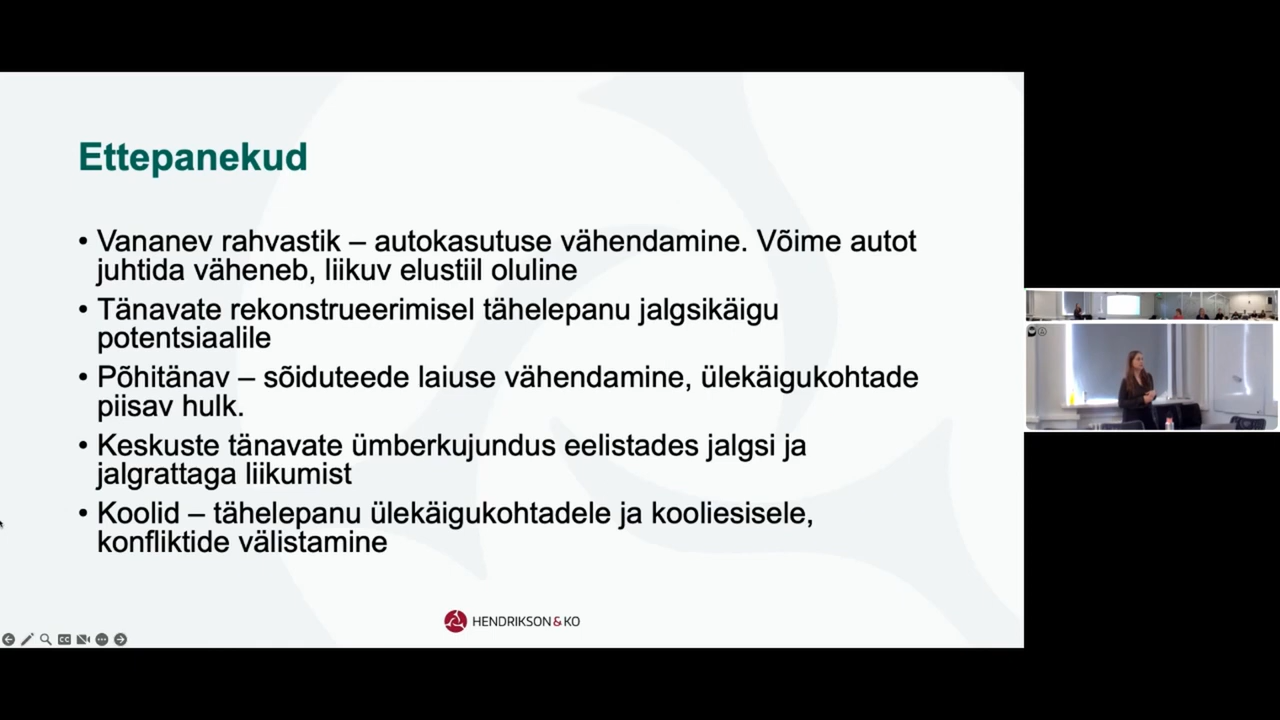 Ettepanekud
• Vananev rahvastik – autokasutuse vähendamine. Võime autot
juhtida väheneb, liikuv elustiil oluline
• Tänavate rekonstrueerimisel tähelepanu jalgsikäigu
potentsiaalile
• Põhitänav – sõiduteede laiuse vähendamine, ülekäigukohtade
piisav hulk.
• Keskuste tänavate ümberkujundus eelistades jalgsi ja
jalgrattaga liikumist
• Koolid – tähelepanu ülekäigukohtadele ja kooliesisele,
konfliktide välistamine
HENDRIKSON & KO